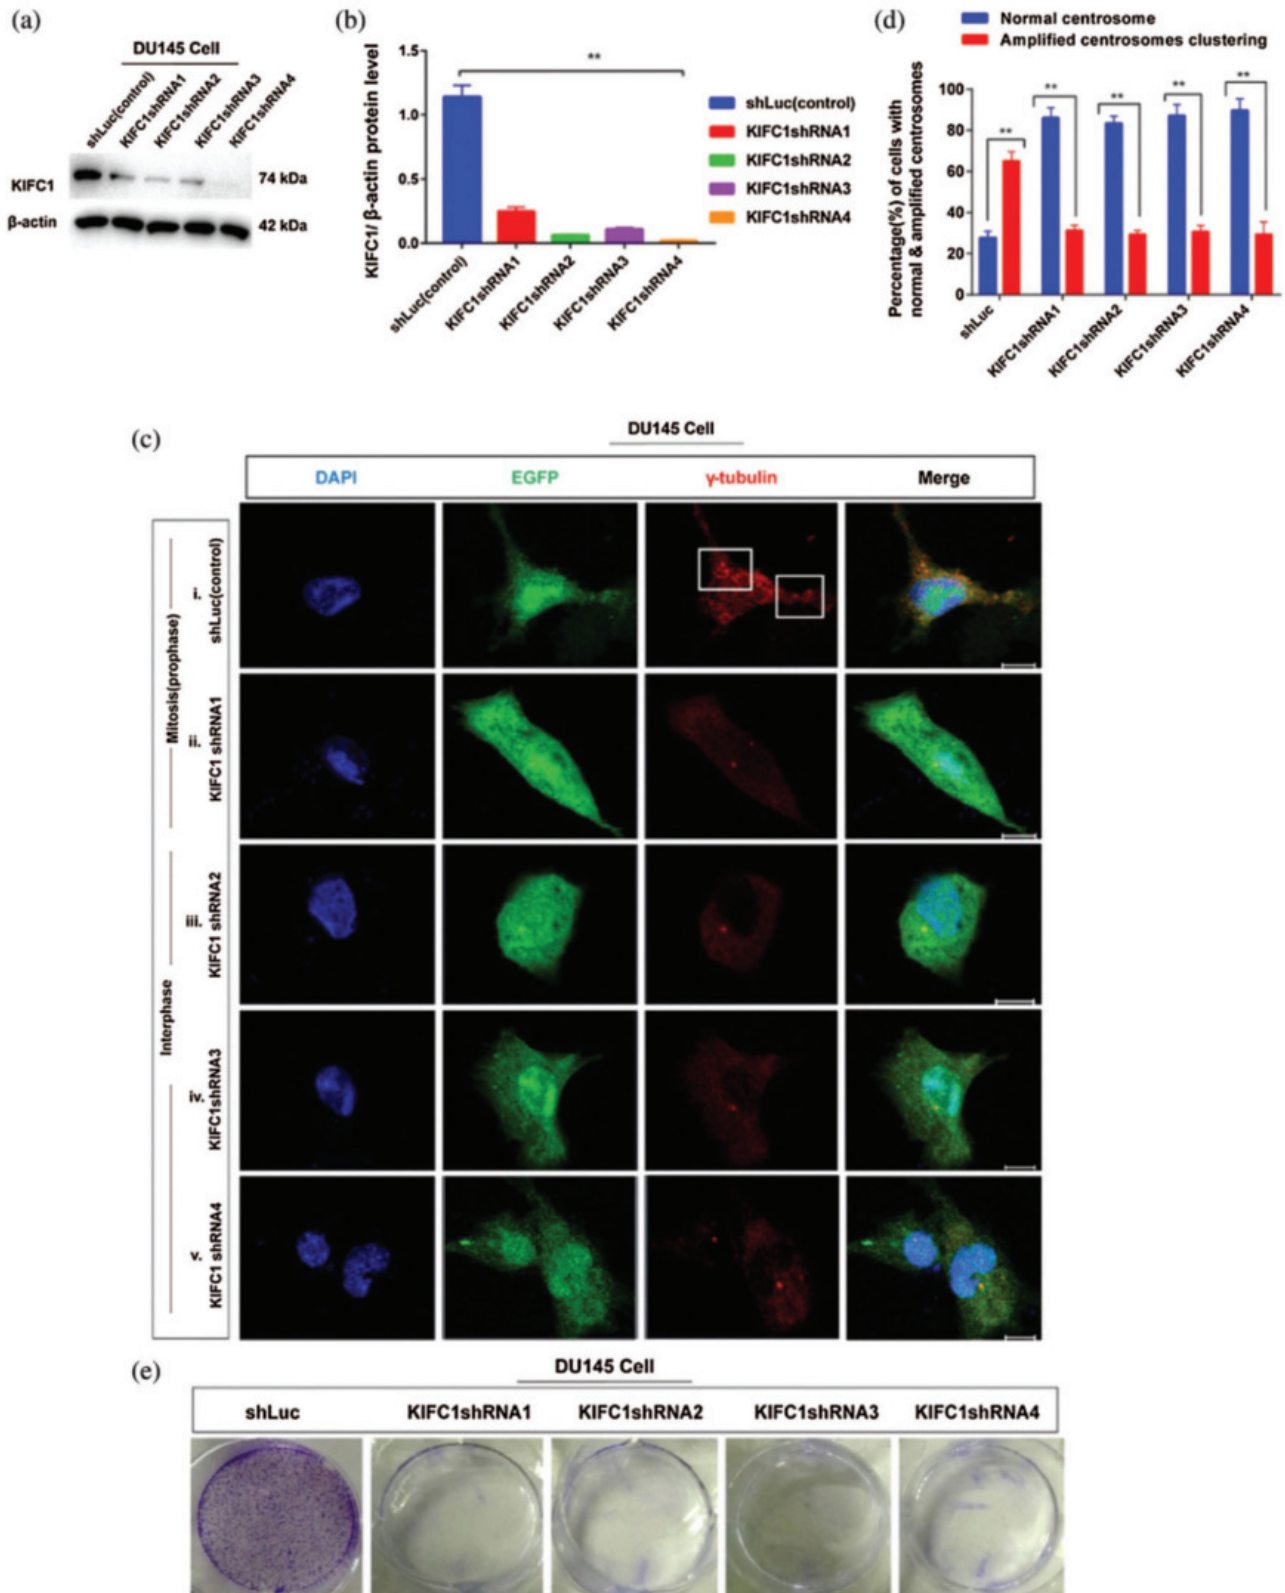 (a)
DU145 Cell
shLuc(control)
KIFC1shRNA1
KIFC1shRNA2
KIFC1shRNA3
KIFC1shRNA4
KIFC1
74 kDa
β-actin
42 kDa
(b)
KIFC1/ β-actin protein level
1.5
1.0
0.5
0.0
**
shLuc(control)
KIFC1shRNA1
KIFC1shRNA2
KIFC1shRNA3
KIFC1shRNA4
shLuc(control)
KIFC1shRNA1
KIFC1shRNA2
KIFC1shRNA3
KIFC1shRNA4
(d)
Normal centrosome
Amplified centrosomes clustering
Percentage(%) of cells with
normal & amplified centrosomes
100
80
60
40
20
0
**
**
**
**
**
shLuc
KIFC1shRNA1
KIFC1shRNA2
KIFC1shRNA3
KIFC1shRNA4
(c)
DU145 Cell
DAPI EGFP γ-tubulin Merge
Mitosis(prophase)
i. shLuc(control)
ii. KIFC1 shRNA1
Interphase
iii. KIFC1 shRNA2
iv. KIFC1shRNA3
v. KIFC1 shRNA4
(e)
DU145 Cell
shLuc KIFC1shRNA1 KIFC1shRNA2 KIFC1shRNA3 KIFC1shRNA4